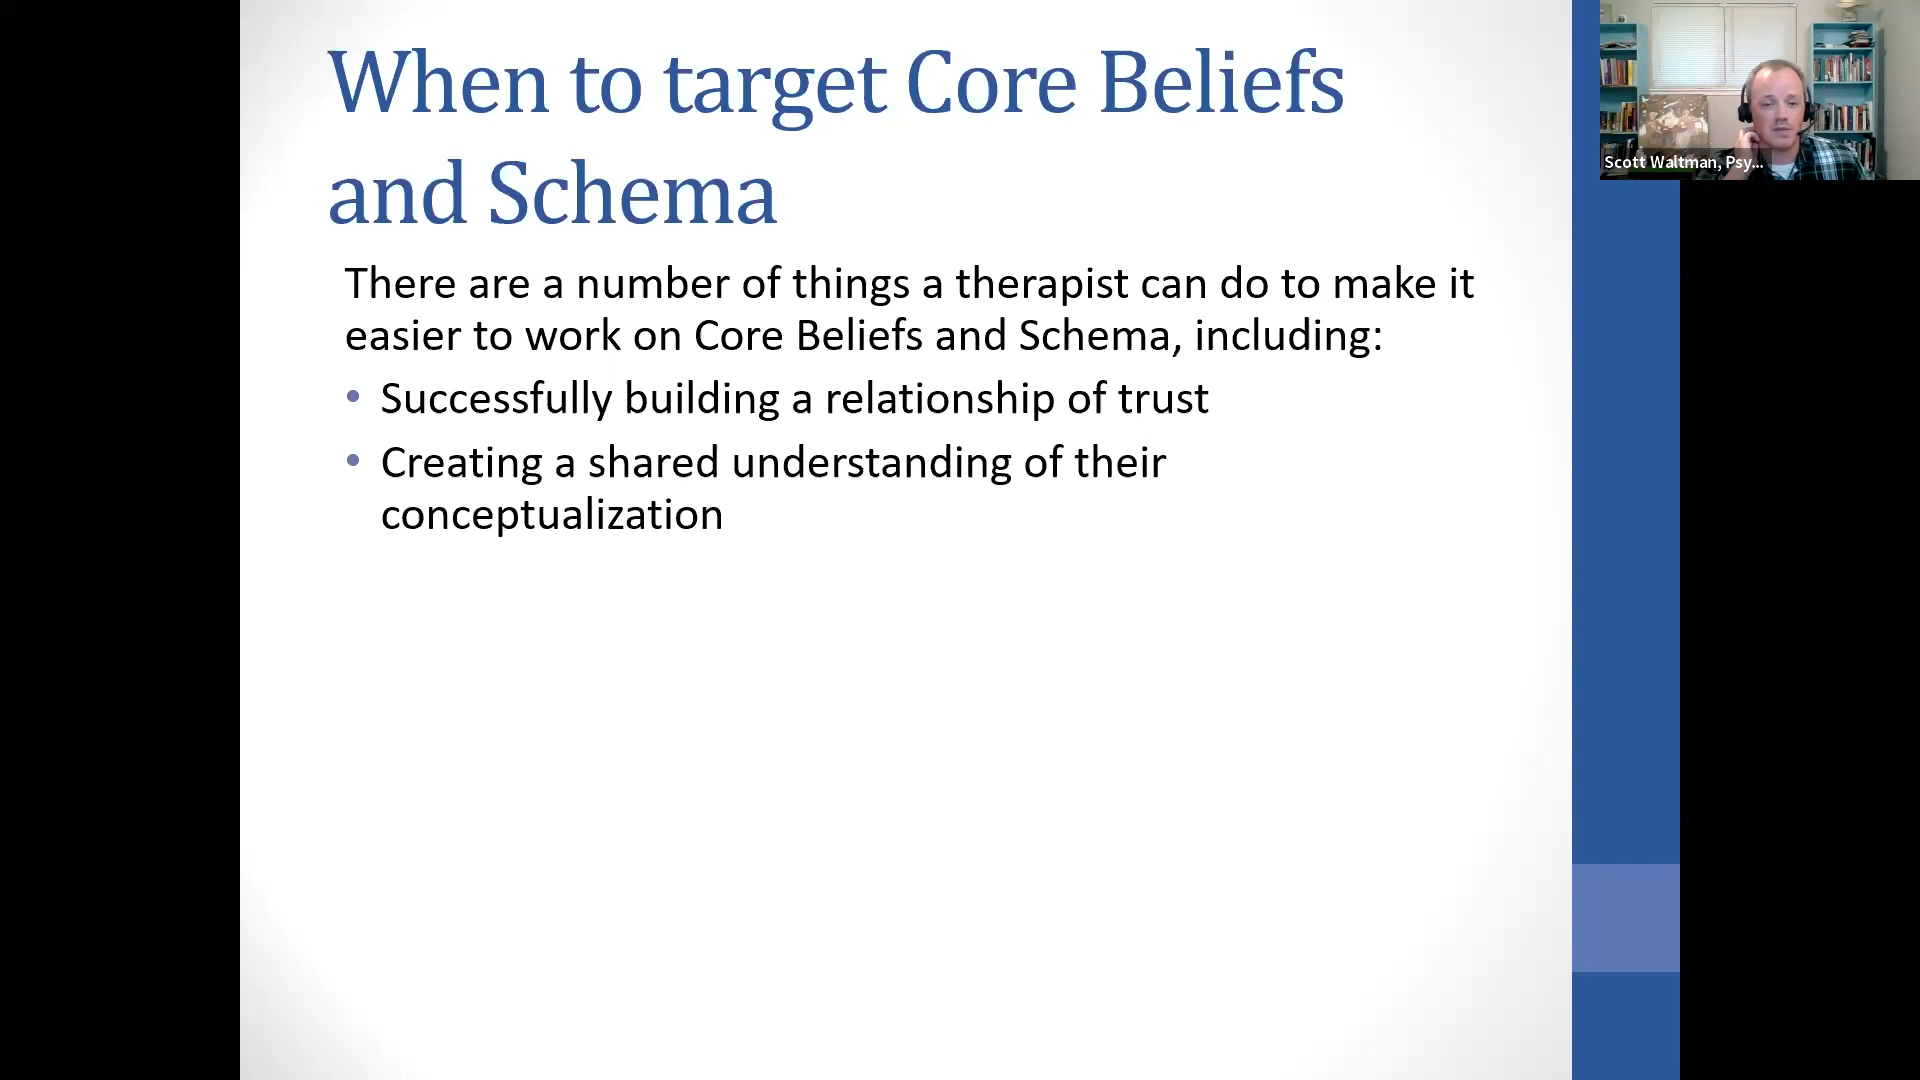 When to target Core Beliefs
and Schema
There are a number of things a therapist can do to make it
easier to work on Core Beliefs and Schema, including:
• Successfully building a relationship of trust
• Creating a shared understanding of their
conceptualization
Scott Waltman, Psy...